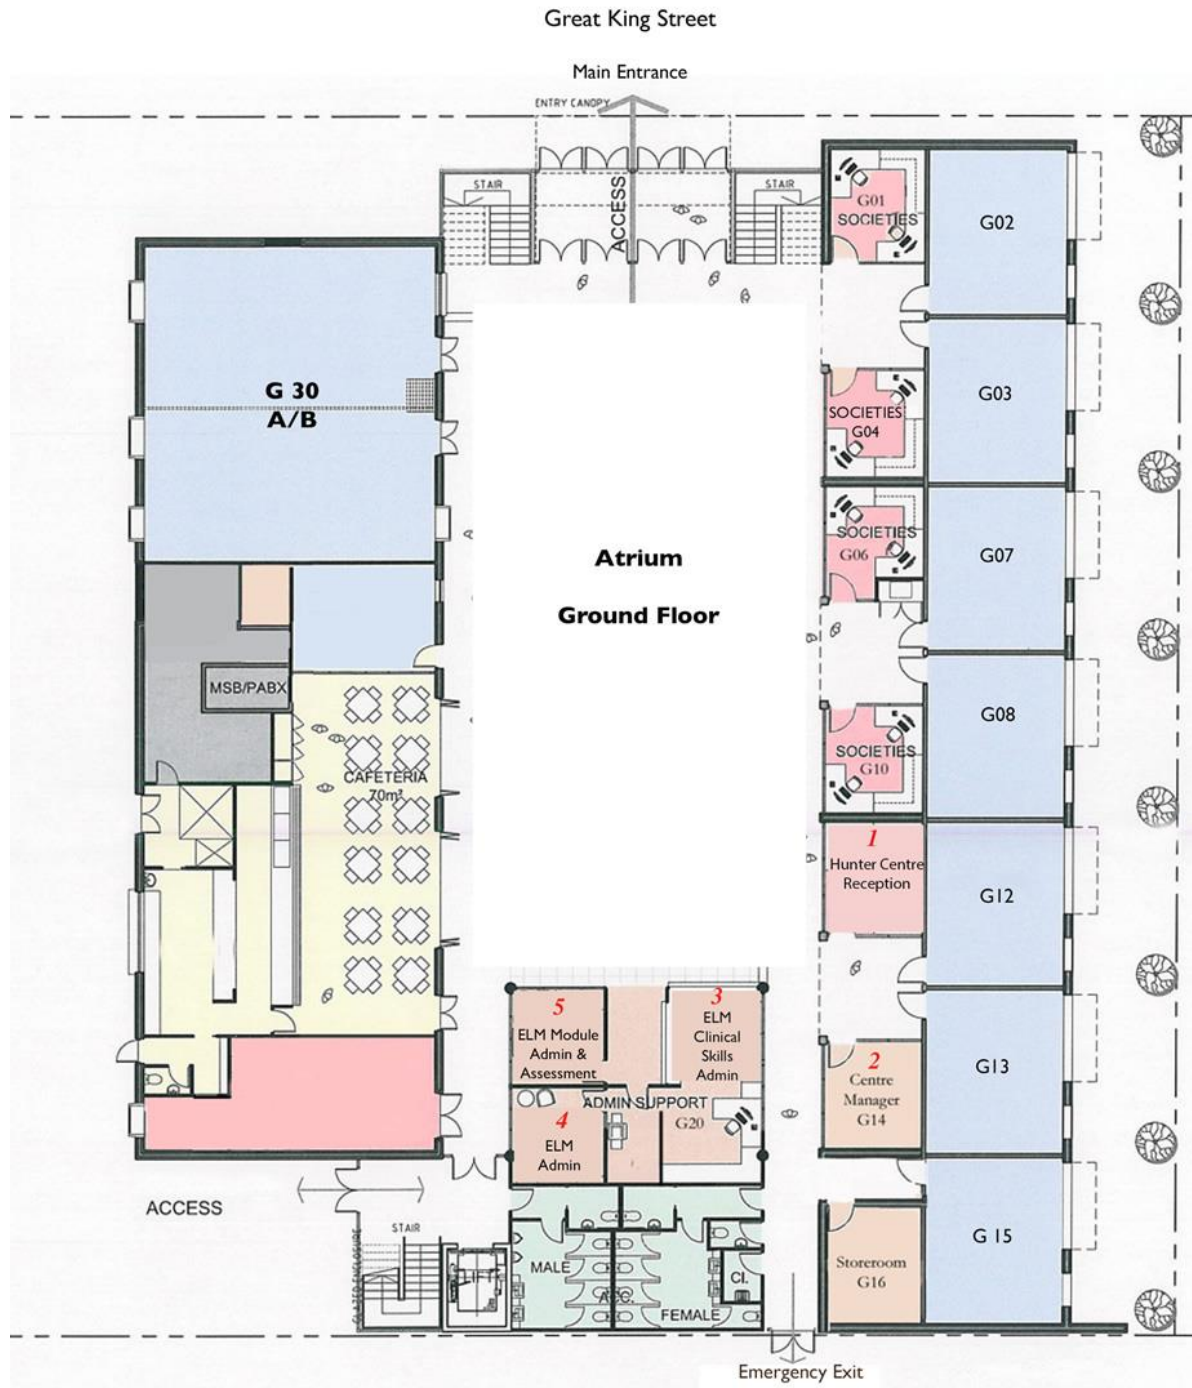 Great King Street
Main Entrance
ENTRY CANOPY
STAIR
ACCESS
STAIR
G01
SOCIETIES
G02
G 30
A/B
G03
SOCIETIES
G04
SOCIETIES
G06
G07
Atrium
Ground Floor
MSB/PABX
G08
SOCIETIES
G10
CAFETERIA
70m²
1
Hunter Centre
Reception
G12
5
ELM Module
Admin &
Assessment
3
ELM
Clinical
Skills
Admin
2
Centre
Manager
G14
G13
ADMIN SUPPORT
G20
4
ELM
Admin
ACCESS
STAIR
GLAZED ENCLOSURE
LIFT
MALE
ACC.
FEMALE
Cl.
Storeroom
G16
G 15
Emergency Exit